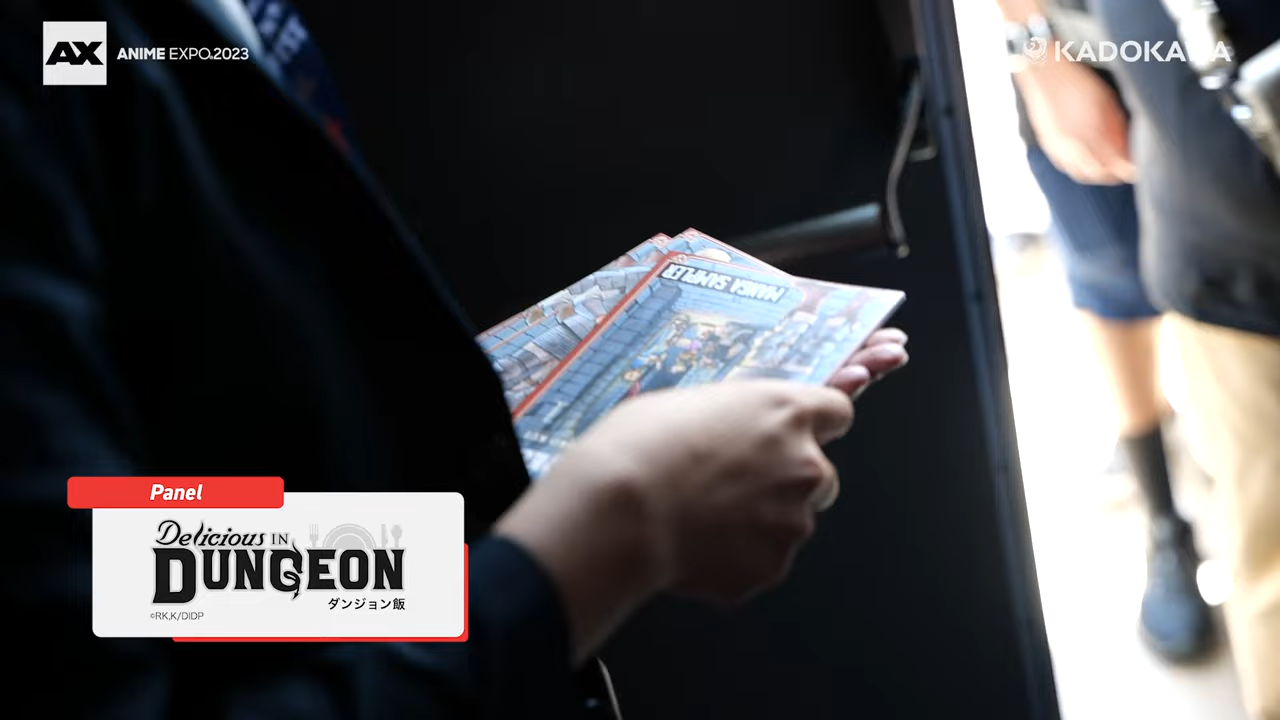 AX
ANIME EXPO 2023
KADOKAWA
MANGA SAMPLER
Panel
Delicious IN
DUNGEON
ダンジョン飯
©RK,K/DIDP